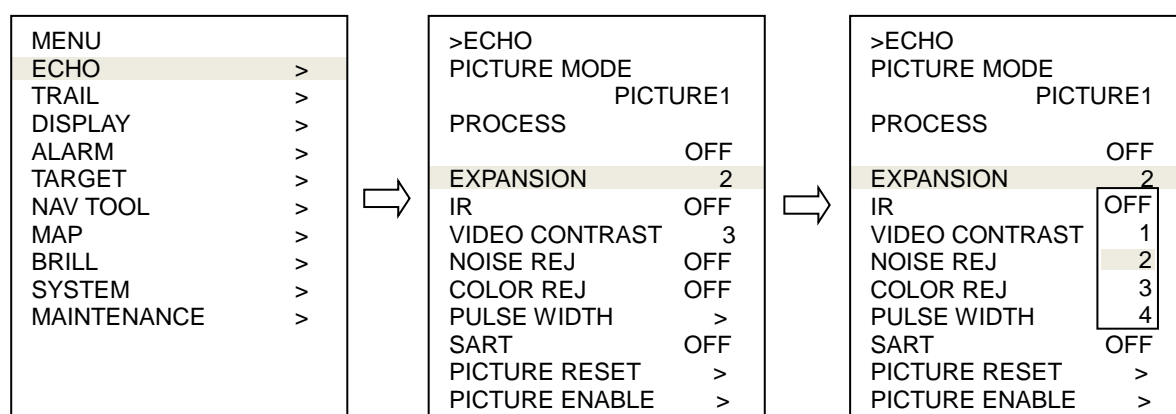 MENU
ECHO >
TRAIL >
DISPLAY >
ALARM >
TARGET >
NAV TOOL >
MAP >
BRILL >
SYSTEM >
MAINTENANCE >
>ECHO
PICTURE MODE
PICTURE1
PROCESS
OFF
EXPANSION 2
IR OFF
VIDEO CONTRAST 3
NOISE REJ OFF
COLOR REJ OFF
PULSE WIDTH >
SART OFF
PICTURE RESET >
PICTURE ENABLE >
>ECHO
PICTURE MODE
PICTURE1
PROCESS
OFF
EXPANSION 2
IR OFF
VIDEO CONTRAST 1
NOISE REJ 2
COLOR REJ 3
PULSE WIDTH 4
SART OFF
PICTURE RESET >
PICTURE ENABLE >